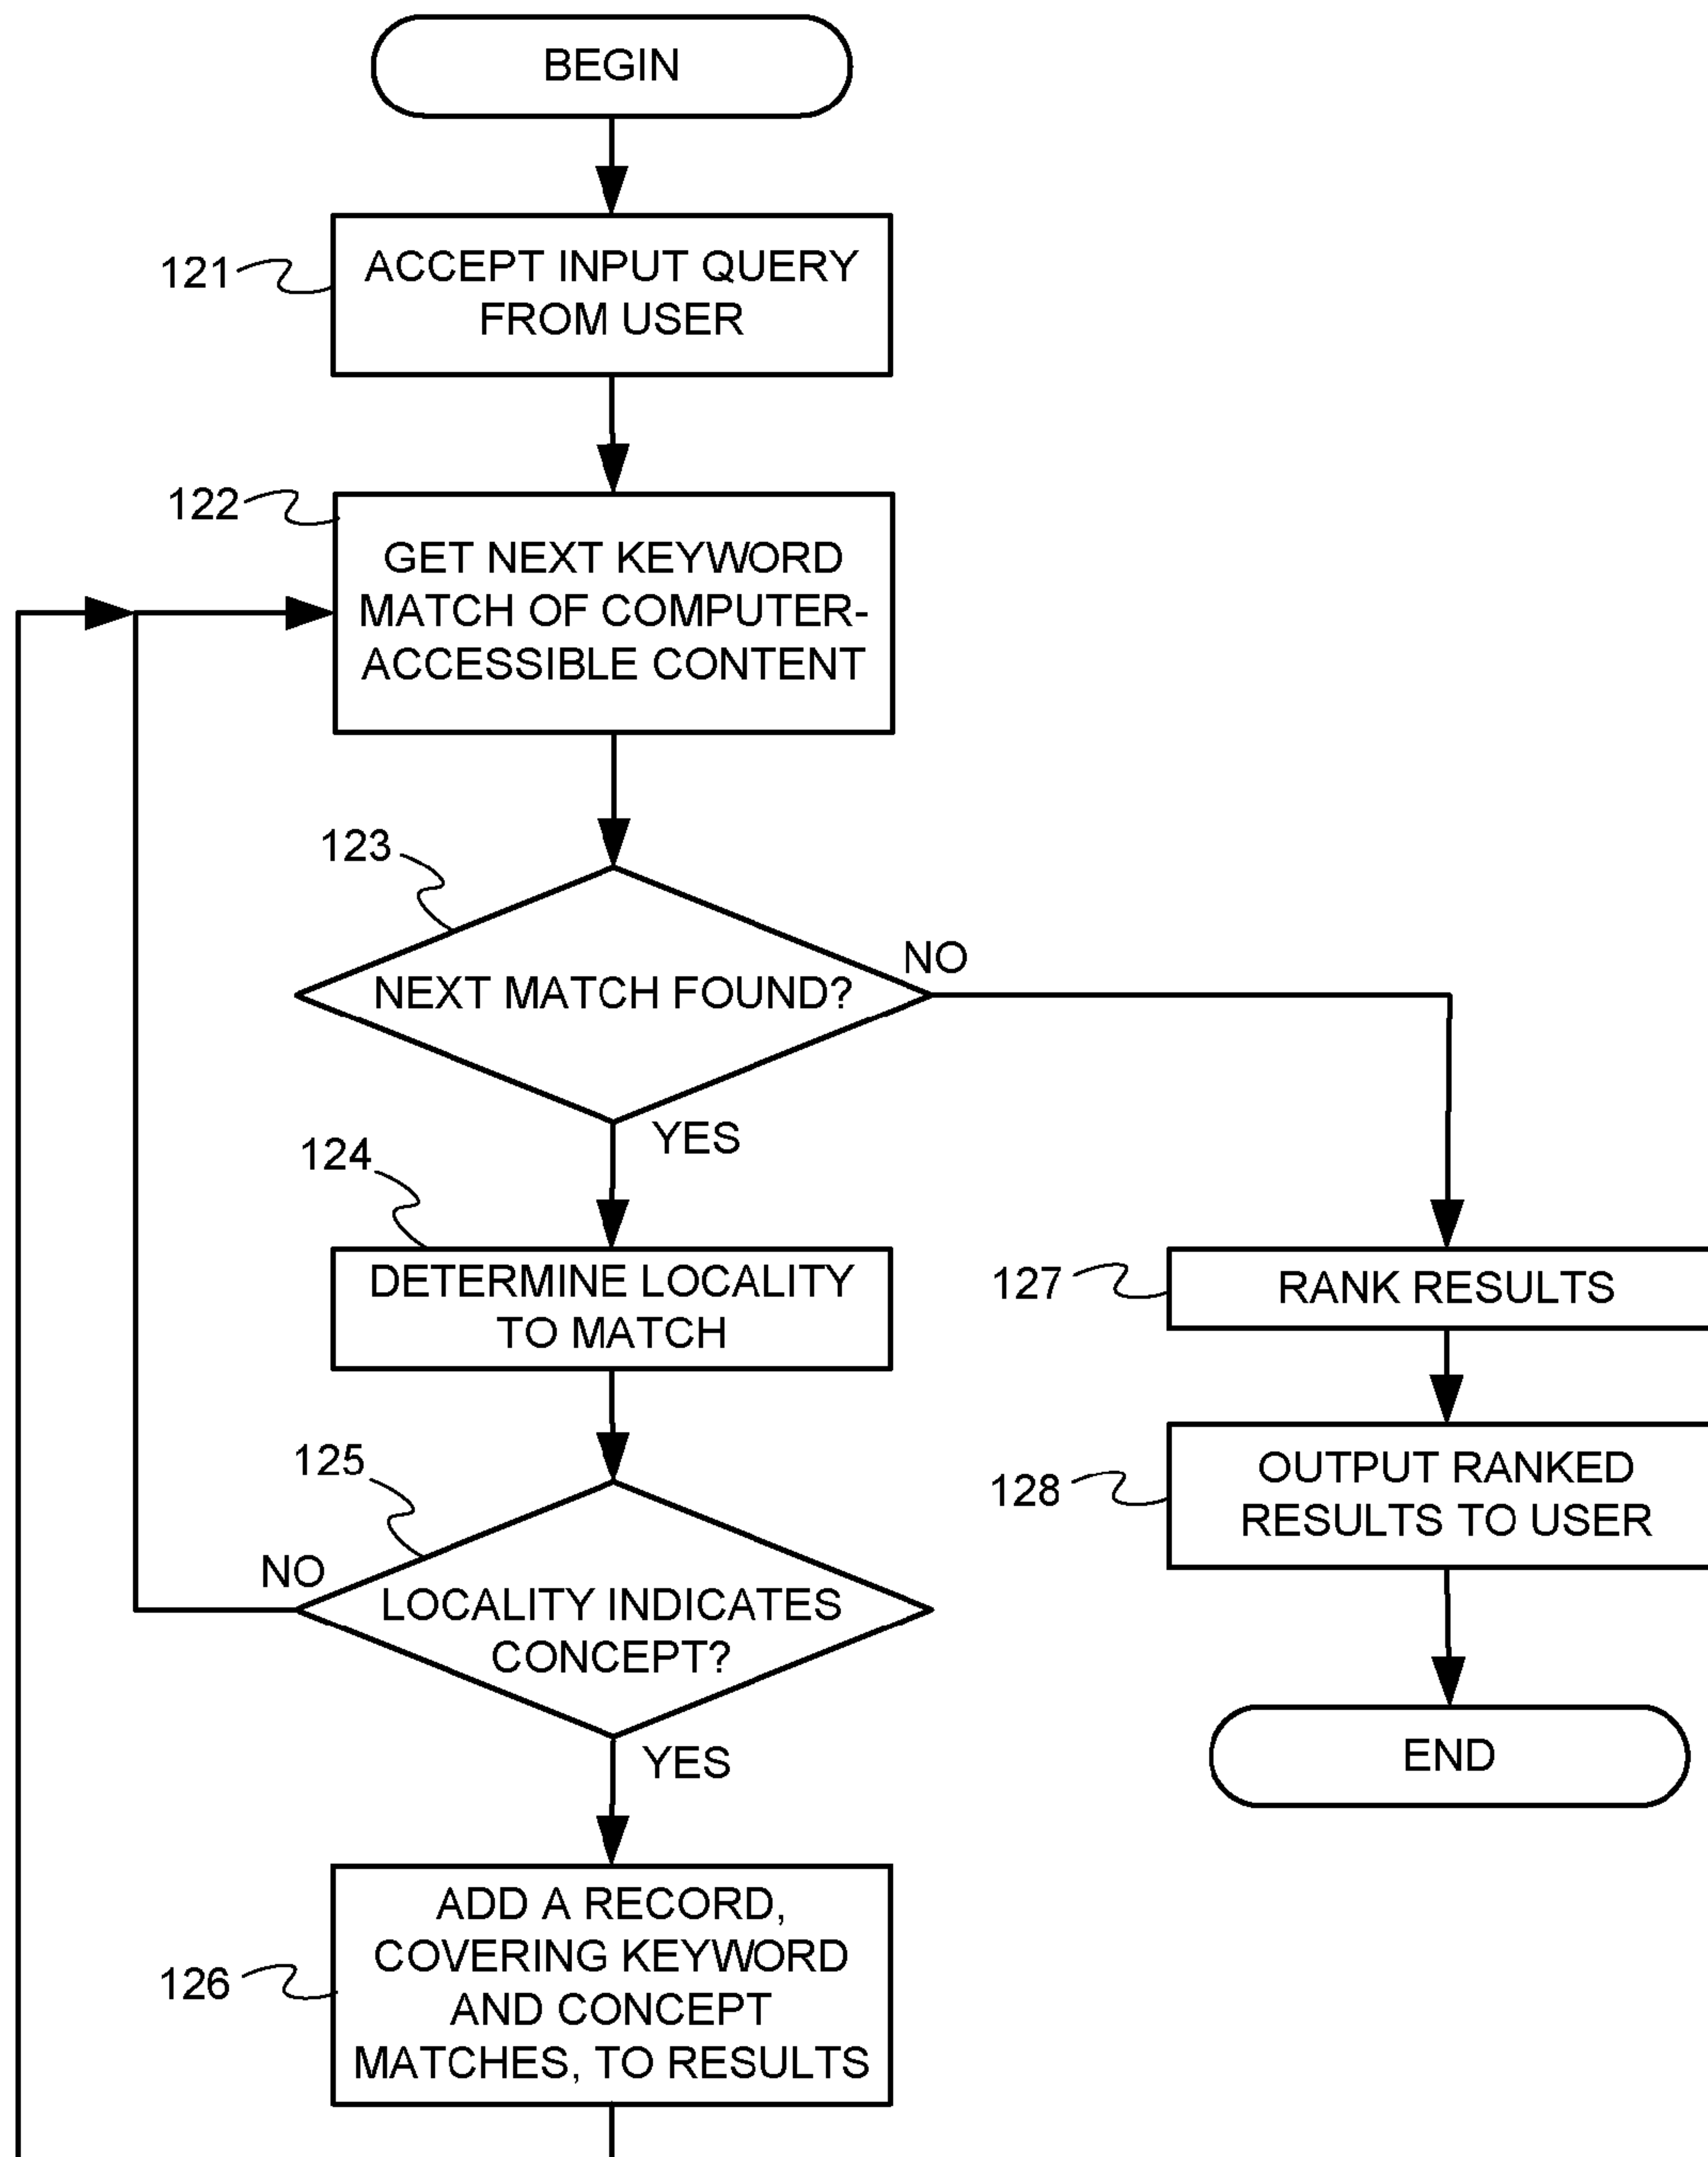 BEGIN
121
ACCEPT INPUT QUERY
FROM USER
122
GET NEXT KEYWORD
MATCH OF COMPUTER-
ACCESSIBLE CONTENT
123
NEXT MATCH FOUND?
NO
YES
124
DETERMINE LOCALITY
TO MATCH
127
RANK RESULTS
125
NO
LOCALITY INDICATES
CONCEPT?
YES
128
OUTPUT RANKED
RESULTS TO USER
END
126
ADD A RECORD,
COVERING KEYWORD
AND CONCEPT
MATCHES, TO RESULTS